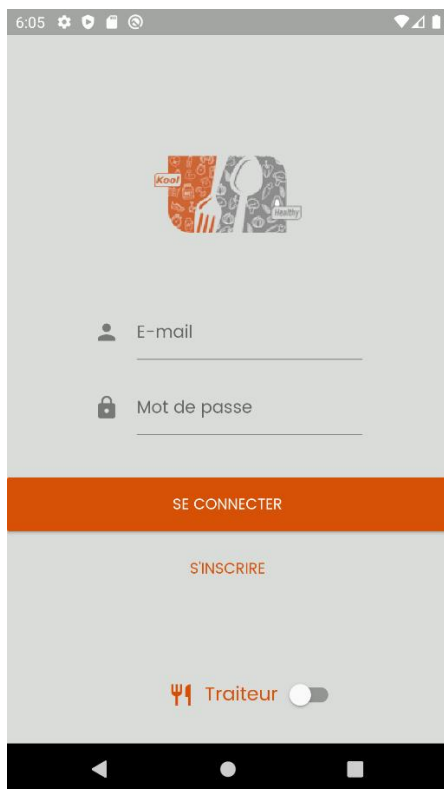 6:05
Kool
Healthy
E-mail
Mot de passe
SE CONNECTER
S'INSCRIRE
Traiteur